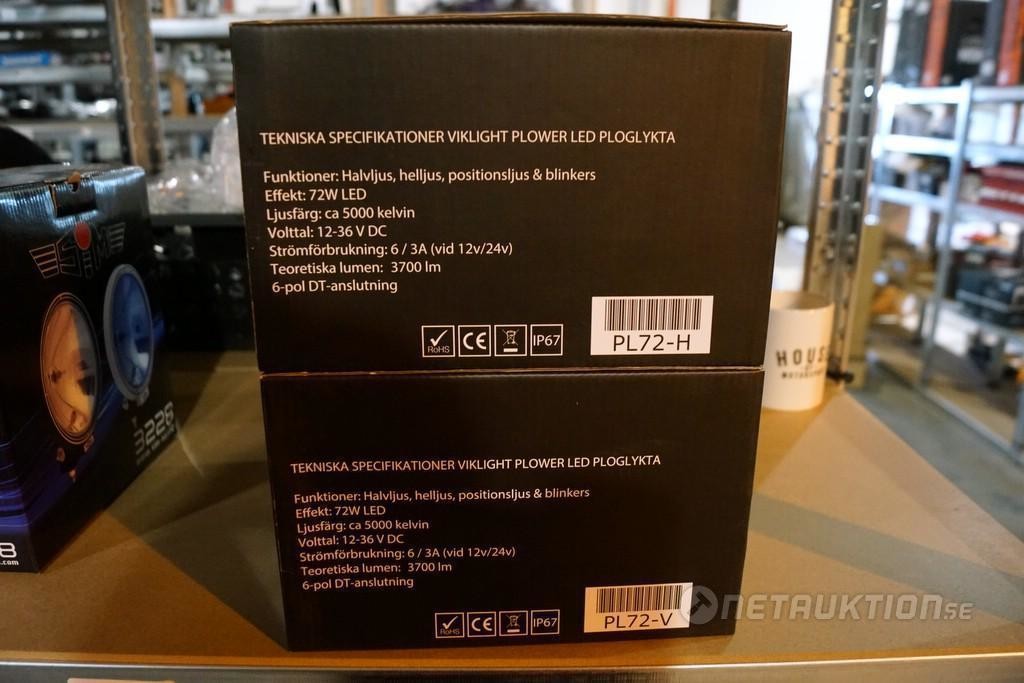 TEKNISKA SPECIFIKATIONER VIKLIGHT PLOWER LED PLOGLYKTA
Funktioner: Halvljus, helljus, positionsljus & blinkers
Effekt: 72W LED
Ljusfärg: ca 5000 kelvin
Volttal: 12-36 V DC
Strömförbrukning: 6 / 3A (vid 12v/24v)
Teoretiska lumen: 3700 lm
6-pol DT-anslutning
RoHS CE IP67
PL72-H
TEKNISKA SPECIFIKATIONER VIKLIGHT PLOWER LED PLOGLYKTA
Funktioner: Halvljus, helljus, positionsljus & blinkers
Effekt: 72W LED
Ljusfärg: ca 5000 kelvin
Volttal: 12-36 V DC
Strömförbrukning: 6 / 3A (vid 12v/24v)
Teoretiska lumen: 3700 lm
6-pol DT-anslutning
RoHS CE IP67
PL72-V
SIM
3226
8
.com
HOUSE
NETAUKTION.SE